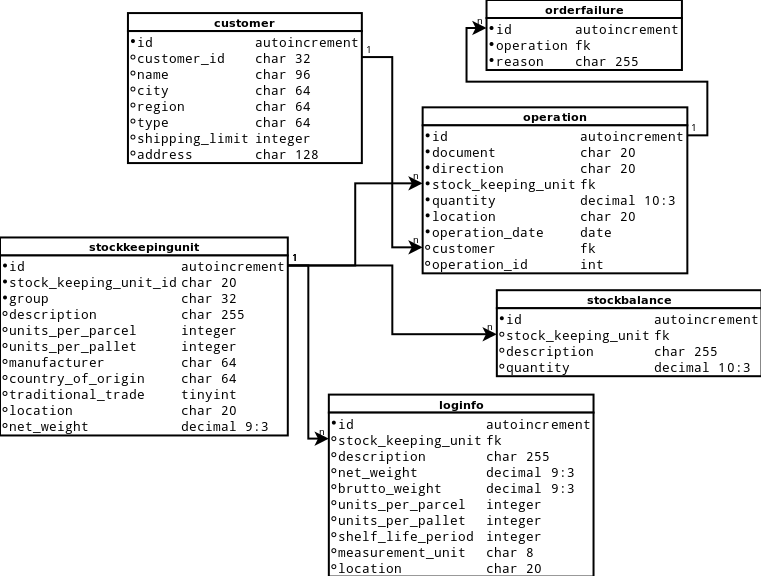 customer
•id autoincrement
°customer_id char 32
°name char 96
°city char 64
°region char 64
°type char 64
°shipping_limit integer
°address char 128
1
n
orderfailure
•id autoincrement
•operation fk
•reason char 255
n
operation
•id autoincrement
•document char 20
•direction char 20
•stock_keeping_unit fk
•quantity decimal 10:3
•location char 20
•operation_date date
°customer fk
°operation_id int
1
n
stockkeepingunit
•id autoincrement
•stock_keeping_unit_id char 20
•group char 32
°description char 255
°units_per_parcel integer
°units_per_pallet integer
°manufacturer char 64
°country_of_origin char 64
°traditional_trade tinyint
°location char 20
°net_weight decimal 9:3
1
n
stockbalance
•id autoincrement
°stock_keeping_unit fk
°description char 255
°quantity decimal 10:3
n
loginfo
•id autoincrement
°stock_keeping_unit fk
°description char 255
°net_weight decimal 9:3
°brutto_weight decimal 9:3
°units_per_parcel integer
°units_per_pallet integer
°shelf_life_period integer
°measurement_unit char 8
°location char 20